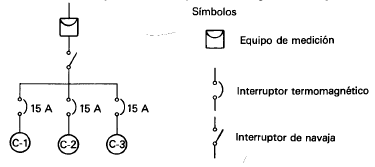 Símbolos
Equipo de medición
15 A
15 A
15 A
Interruptor termomagnético
C-1
C-2
C-3
Interruptor de navaja